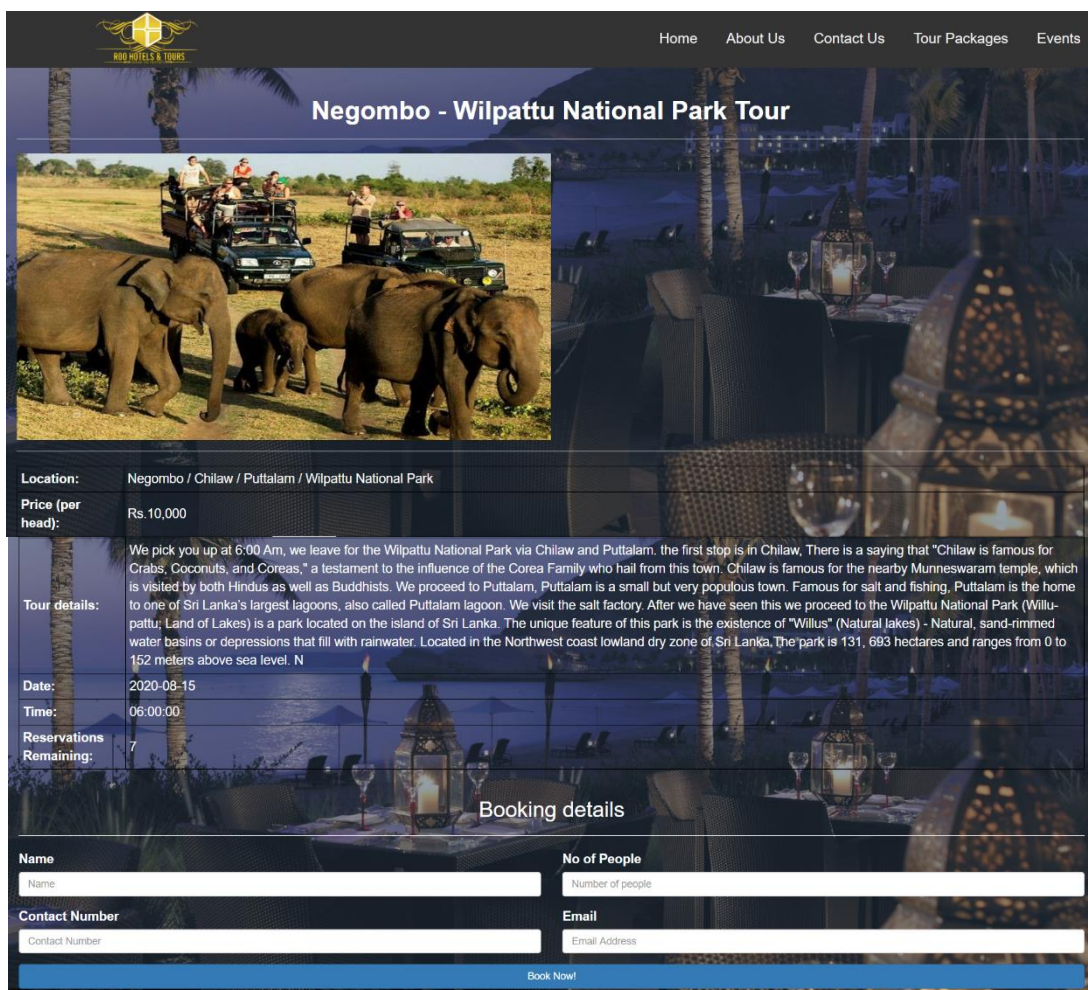 ROO HOTELS & TOURS
Home About Us Contact Us Tour Packages Events
Negombo - Wilpattu National Park Tour
Location: Negombo / Chilaw / Puttalam / Wilpattu National Park
Price (per
head): Rs.10,000
We pick you up at 6:00 Am, we leave for the Wilpattu National Park via Chilaw and Puttalam. the first stop is in Chilaw, There is a saying that "Chilaw is famous for
Crabs, Coconuts, and Coreas," a testament to the influence of the Corea Family who hail from this town. Chilaw is famous for the nearby Munneswaram temple, which
is visited by both Hindus as well as Buddhists. We proceed to Puttalam, Puttalam is a small but very populous town. Famous for salt and fishing, Puttalam is the home
Tour details: to one of Sri Lanka's largest lagoons, also called Puttalam lagoon. We visit the salt factory. After we have seen this we proceed to the Wilpattu National Park (Willu-
pattu; Land of Lakes) is a park located on the island of Sri Lanka. The unique feature of this park is the existence of "Willus" (Natural lakes) - Natural, sand-rimmed
water basins or depressions that fill with rainwater. Located in the Northwest coast lowland dry zone of Sri Lanka.The park is 131, 693 hectares and ranges from 0 to
152 meters above sea level. N
Date: 2020-08-15
Time: 06:00:00
Reservations
Remaining: 7
Booking details
Name No of People
Name Number of people
Contact Number Email
Contact Number Email Address
Book Now!